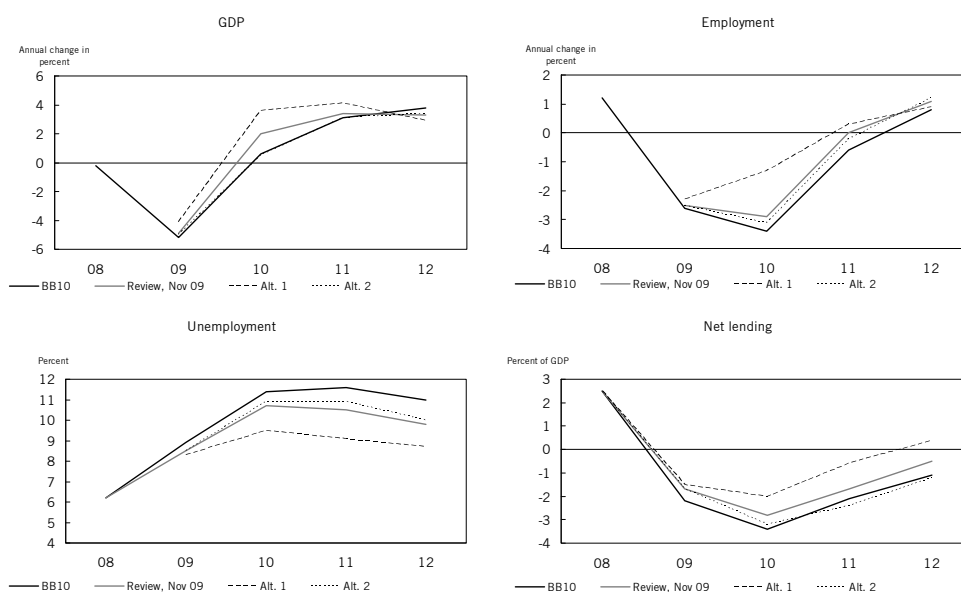 GDP
Annual change in
percent
6
4
2
0
-2
-4
-6
08 09 10 11 12
BB10 Review, Nov 09 Alt. 1 Alt. 2
Employment
Annual change in
percent
2
1
0
-1
-2
-3
-4
08 09 10 11 12
BB10 Review, Nov 09 Alt. 1 Alt. 2
Unemployment
Percent
12
11
10
9
8
7
6
5
4
08 09 10 11 12
BB10 Review, Nov 09 Alt. 1 Alt. 2
Net lending
Percent of GDP
3
2
1
0
-1
-2
-3
-4
08 09 10 11 12
BB10 Review, Nov 09 Alt. 1 Alt. 2